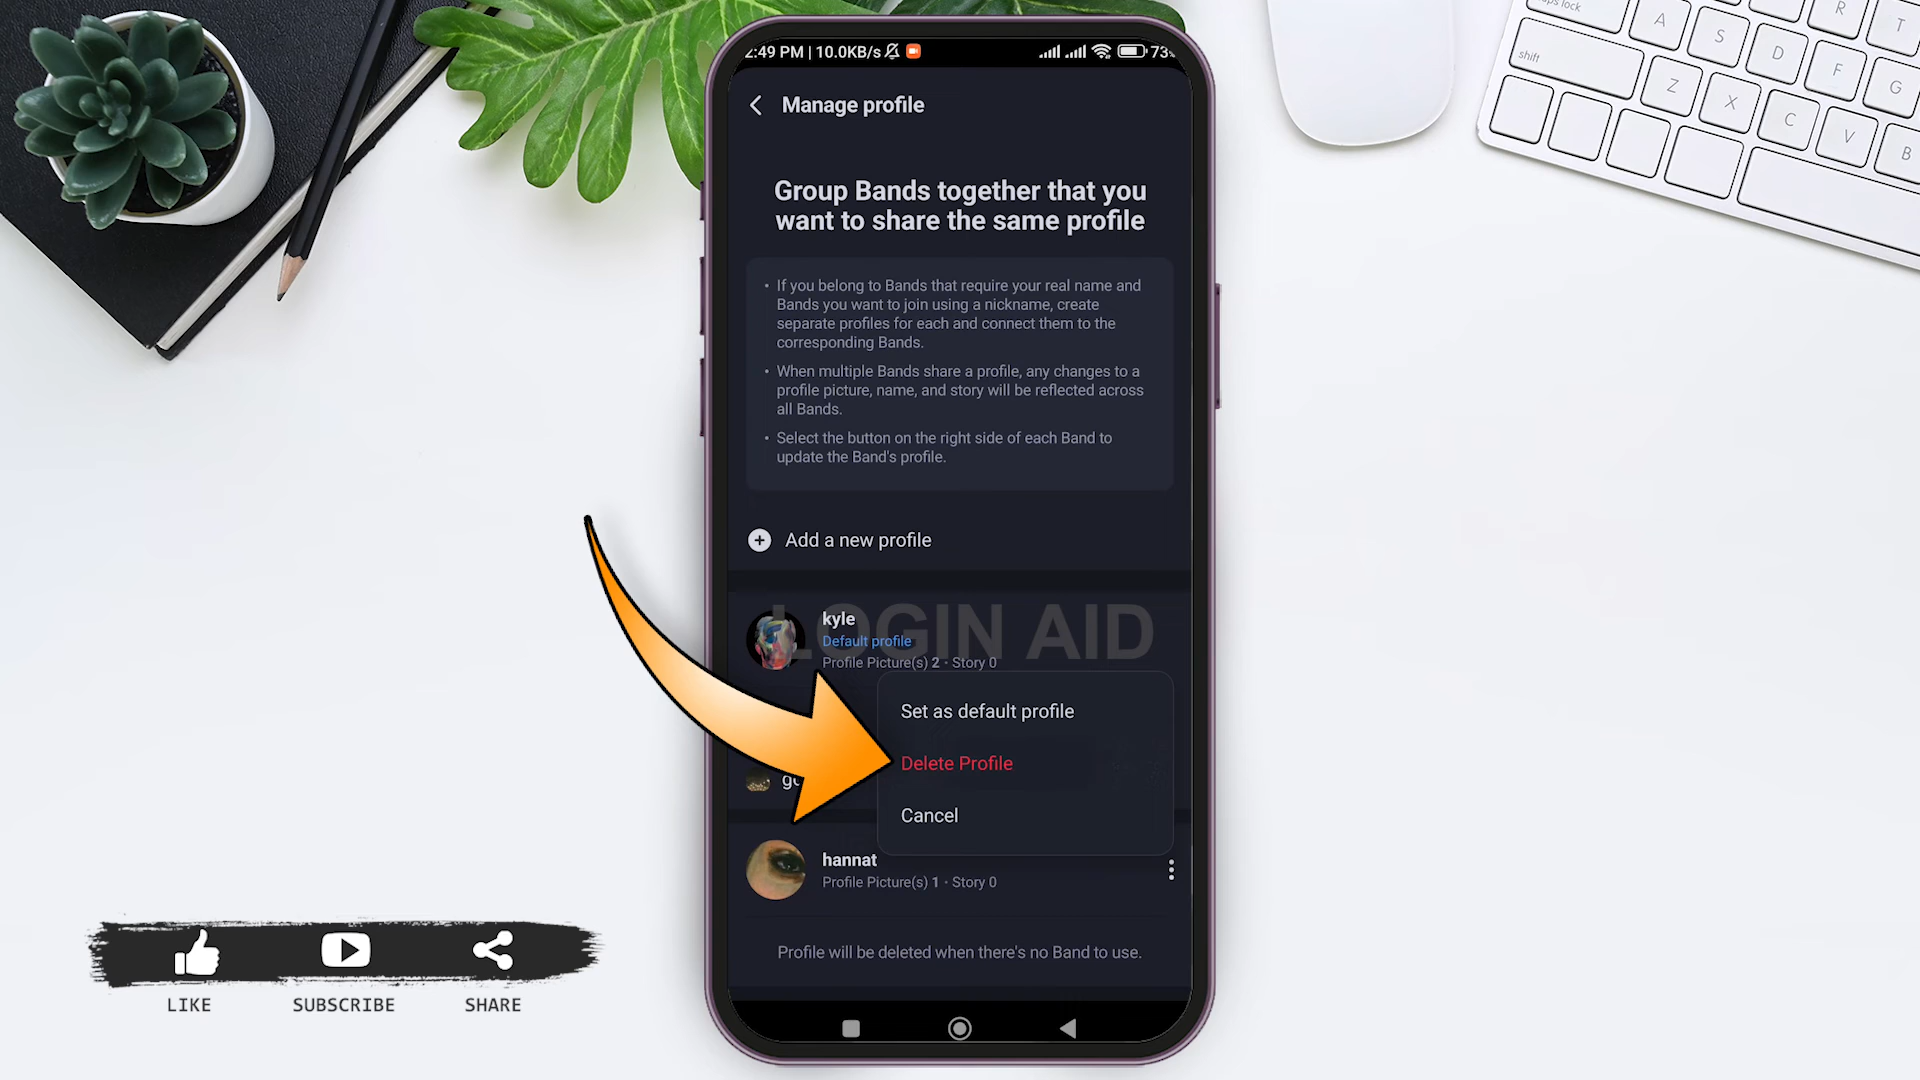 2:49 PM | 10.0KB/s
73
Manage profile
Group Bands together that you
want to share the same profile
• If you belong to Bands that require your real name and
Bands you want to join using a nickname, create
separate profiles for each and connect them to the
corresponding Bands.
• When multiple Bands share a profile, any changes to a
profile picture, name, and story will be reflected across
all Bands.
• Select the button on the right side of each Band to
update the Band's profile.
Add a new profile
LOGIN AID
kyle
Default profile
Profile Picture(s) 2 · Story 0
Set as default profile
Delete Profile
Cancel
hannat
Profile Picture(s) 1 · Story 0
Profile will be deleted when there's no Band to use.
LIKE
SUBSCRIBE
SHARE
caps lock
shift
A
S
D
F
G
R
T
Z
X
C
V
B